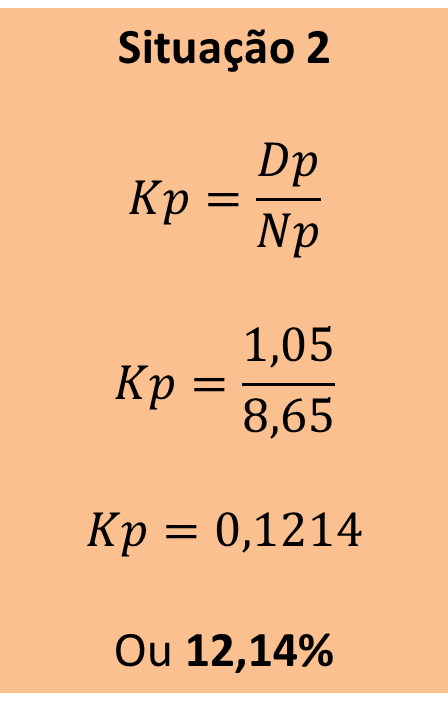 Situação 2
Kp = Dp/Np
Kp = 1,05/8,65
Kp = 0,1214
Ou 12,14%